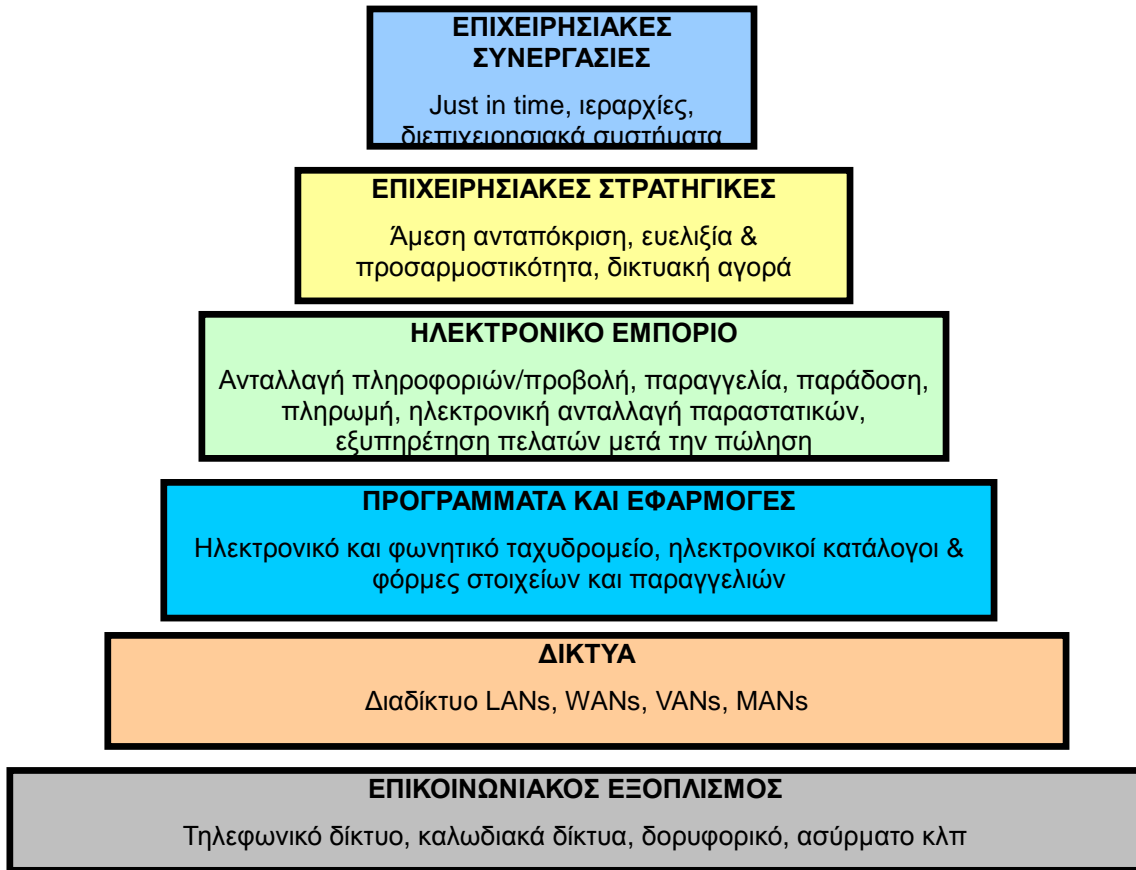 ΕΠΙΧΕΙΡΗΣΙΑΚΕΣ
ΣΥΝΕΡΓΑΣΙΕΣ
Just in time, ιεραρχίες,
διεπιχειρησιακά συστήματα
ΕΠΙΧΕΙΡΗΣΙΑΚΕΣ ΣΤΡΑΤΗΓΙΚΕΣ
Άμεση ανταπόκριση, ευελιξία &
προσαρμοστικότητα, δικτυακή αγορά
ΗΛΕΚΤΡΟΝΙΚΟ ΕΜΠΟΡΙΟ
Ανταλλαγή πληροφοριών/προβολή, παραγγελία, παράδοση,
πληρωμή, ηλεκτρονική ανταλλαγή παραστατικών,
εξυπηρέτηση πελατών μετά την πώληση
ΠΡΟΓΡΑΜΜΑΤΑ ΚΑΙ ΕΦΑΡΜΟΓΕΣ
Ηλεκτρονικό και φωνητικό ταχυδρομείο, ηλεκτρονικοί κατάλογοι &
φόρμες στοιχείων και παραγγελιών
ΔΙΚΤΥΑ
Διαδίκτυο LANs, WANs, VANs, MANs
ΕΠΙΚΟΙΝΩΝΙΑΚΟΣ ΕΞΟΠΛΙΣΜΟΣ
Τηλεφωνικό δίκτυο, καλωδιακά δίκτυα, δορυφορικό, ασύρματο κλπ